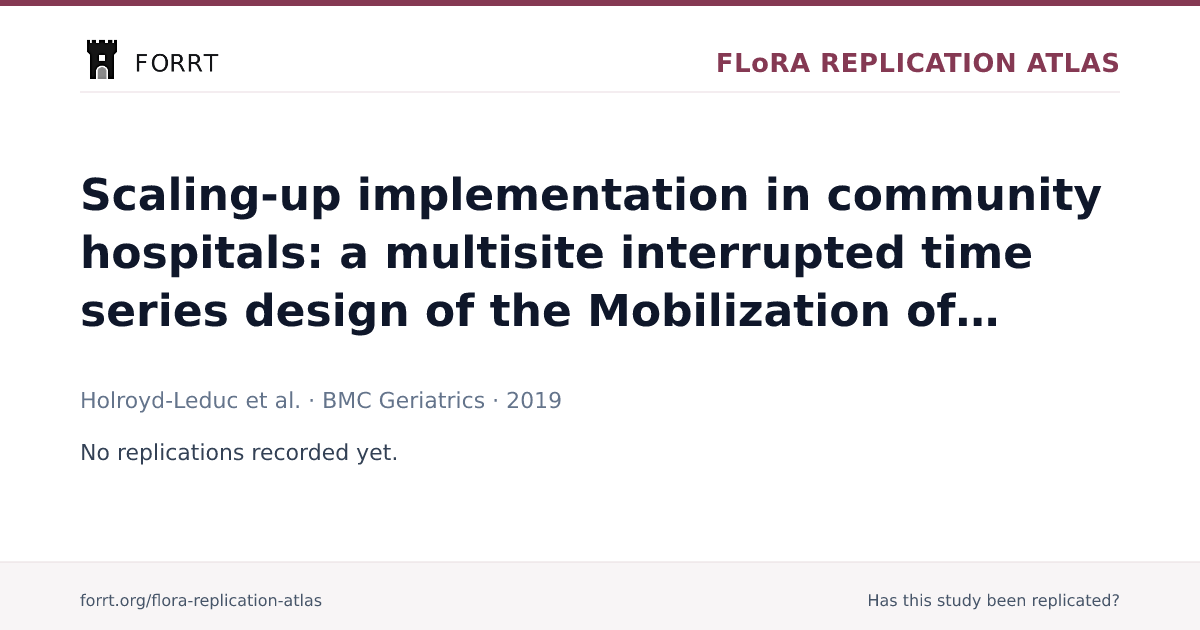 FORRT
FLoRA REPLICATION ATLAS
Scaling-up implementation in community
hospitals: a multisite interrupted time
series design of the Mobilization of…
Holroyd-Leduc et al. · BMC Geriatrics · 2019
No replications recorded yet.
forrt.org/flora-replication-atlas
Has this study been replicated?